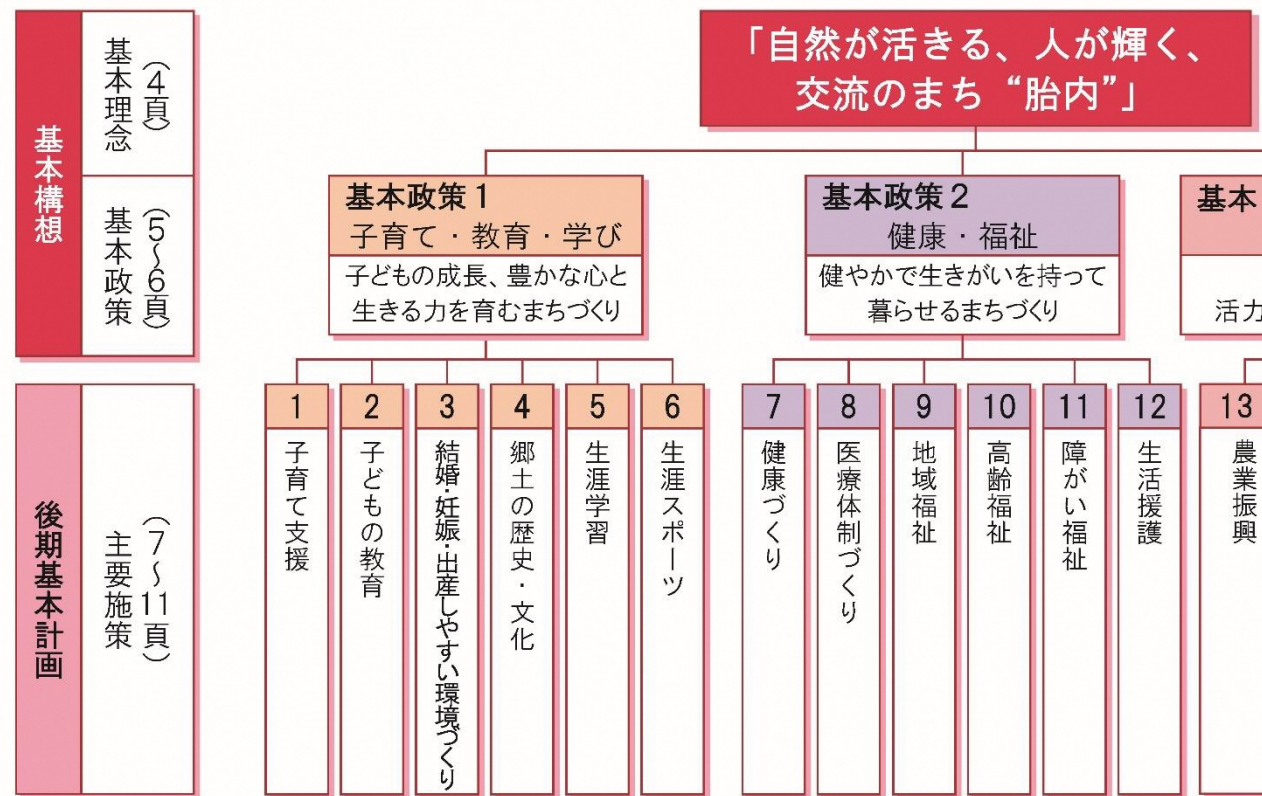 基本構想
基本理念
（4頁）
基本政策
（5～6頁）
「自然が活きる、人が輝く、
交流のまち“胎内”」
基本政策1
子育て・教育・学び
子どもの成長、豊かな心と
生きる力を育むまちづくり
基本政策2
健康・福祉
健やかで生きがいを持って
暮らせるまちづくり
基本
活力
後期基本計画
主要施策
（7～11頁）
1
子育て支援
2
子どもの教育
3
結婚・妊娠・出産しやすい環境づくり
4
郷土の歴史・文化
5
生涯学習
6
生涯スポーツ
7
健康づくり
8
医療体制づくり
9
地域福祉
10
高齢福祉
11
障がい福祉
12
生活援護
13
農業振興